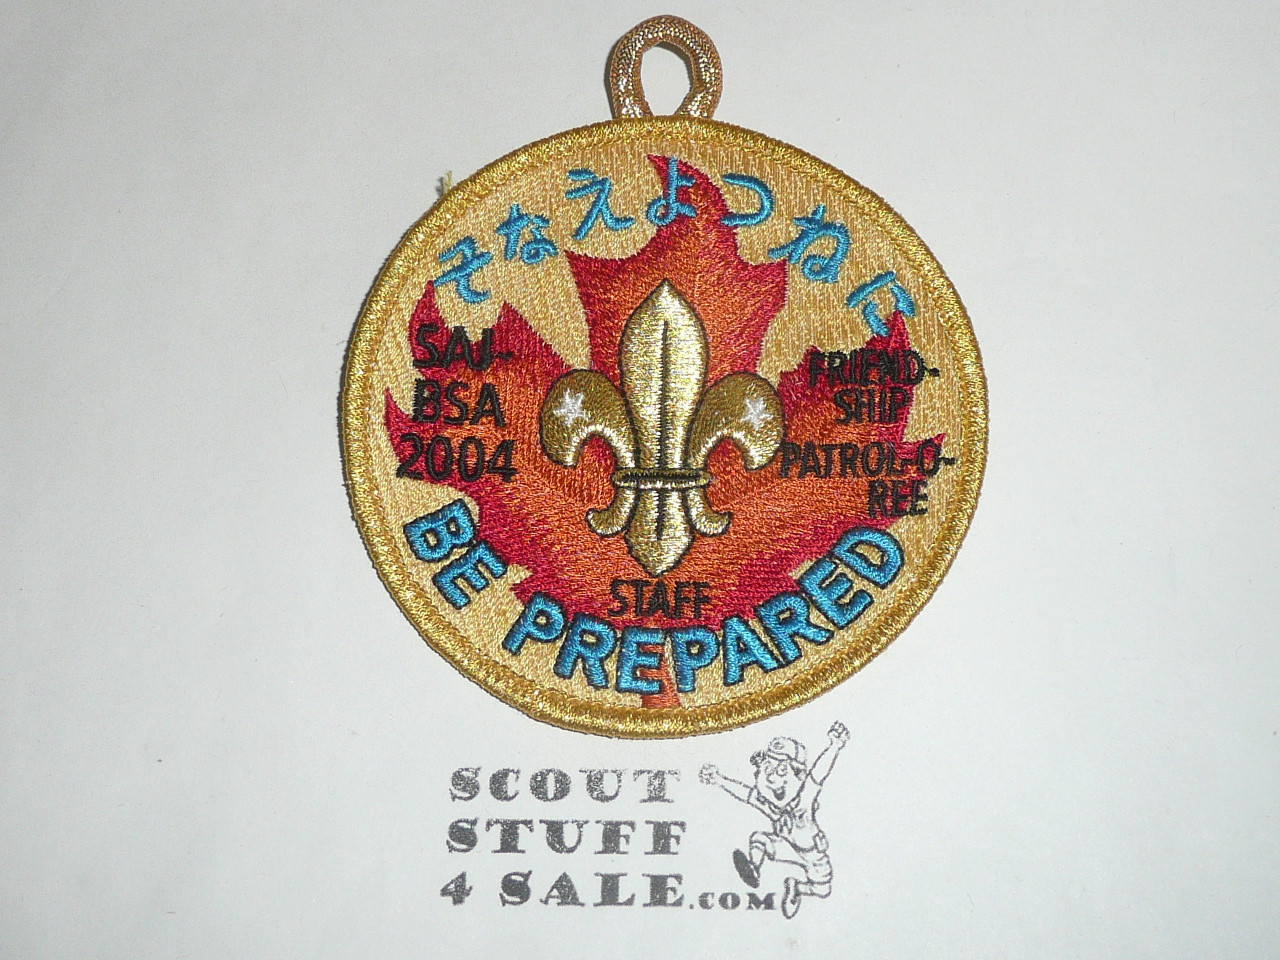 そなえよつねに
SAJ-
BSA
2004
FRIEND-
SHIP
PATROL-O-
REE
STAFF
BE PREPARED
SCOUT
STUFF
4 SALE.COM